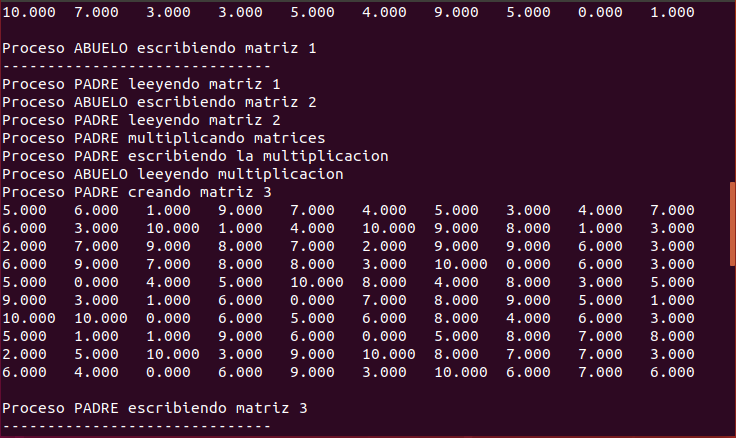 10.000 7.000 3.000 3.000 5.000 4.000 9.000 5.000 0.000 1.000
Proceso ABUELO escribiendo matriz 1
------------------------------
Proceso PADRE leeyendo matriz 1
Proceso ABUELO escribiendo matriz 2
Proceso PADRE leeyendo matriz 2
Proceso PADRE multiplicando matrices
Proceso PADRE escribiendo la multiplicacion
Proceso ABUELO leeyendo multiplicacion
Proceso PADRE creando matriz 3
5.000 6.000 1.000 9.000 7.000 4.000 5.000 3.000 4.000 7.000
6.000 3.000 10.000 1.000 4.000 10.000 9.000 8.000 1.000 3.000
2.000 7.000 9.000 8.000 7.000 2.000 9.000 9.000 6.000 3.000
6.000 9.000 7.000 8.000 8.000 3.000 10.000 0.000 6.000 3.000
5.000 0.000 4.000 5.000 10.000 8.000 4.000 8.000 3.000 5.000
9.000 3.000 1.000 6.000 0.000 7.000 8.000 9.000 5.000 1.000
10.000 10.000 0.000 6.000 5.000 6.000 8.000 4.000 6.000 3.000
5.000 1.000 1.000 9.000 6.000 0.000 5.000 8.000 7.000 8.000
2.000 5.000 10.000 3.000 9.000 10.000 8.000 7.000 7.000 3.000
6.000 4.000 0.000 6.000 9.000 3.000 10.000 6.000 7.000 6.000
Proceso PADRE escribiendo matriz 3
------------------------------